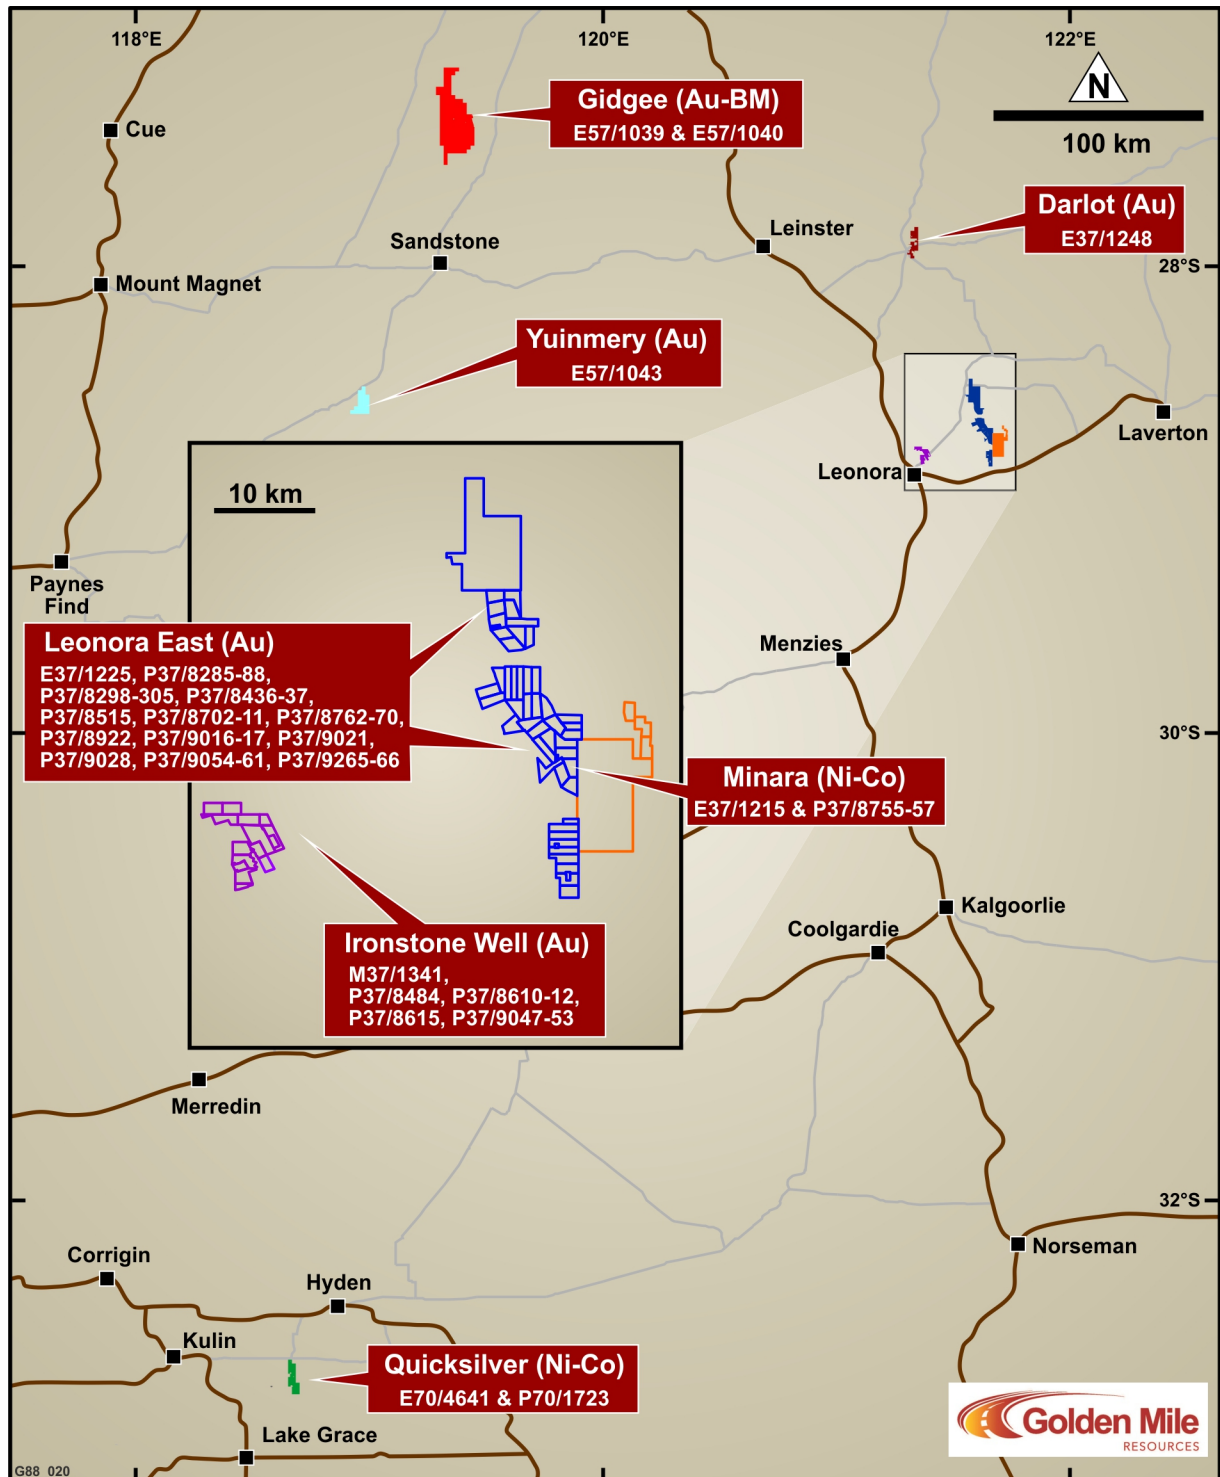 118°E
120°E
122°E
N
100 km
Gidgee (Au-BM)
E57/1039 & E57/1040
Cue
Darlot (Au)
E37/1248
Leinster
Sandstone
28°S
Mount Magnet
Yuinmery (Au)
E57/1043
Laverton
Leonora
10 km
Paynes
Find
Leonora East (Au)
E37/1225, P37/8285-88,
P37/8298-305, P37/8436-37,
P37/8515, P37/8702-11, P37/8762-70,
P37/8922, P37/9016-17, P37/9021,
P37/9028, P37/9054-61, P37/9265-66
Menzies
30°S
Minara (Ni-Co)
E37/1215 & P37/8755-57
Kalgoorlie
Coolgardie
Ironstone Well (Au)
M37/1341,
P37/8484, P37/8610-12,
P37/8615, P37/9047-53
Merredin
32°S
Norseman
Corrigin
Hyden
Kulin
Quicksilver (Ni-Co)
E70/4641 & P70/1723
Lake Grace
Golden Mile
RESOURCES
G88_020